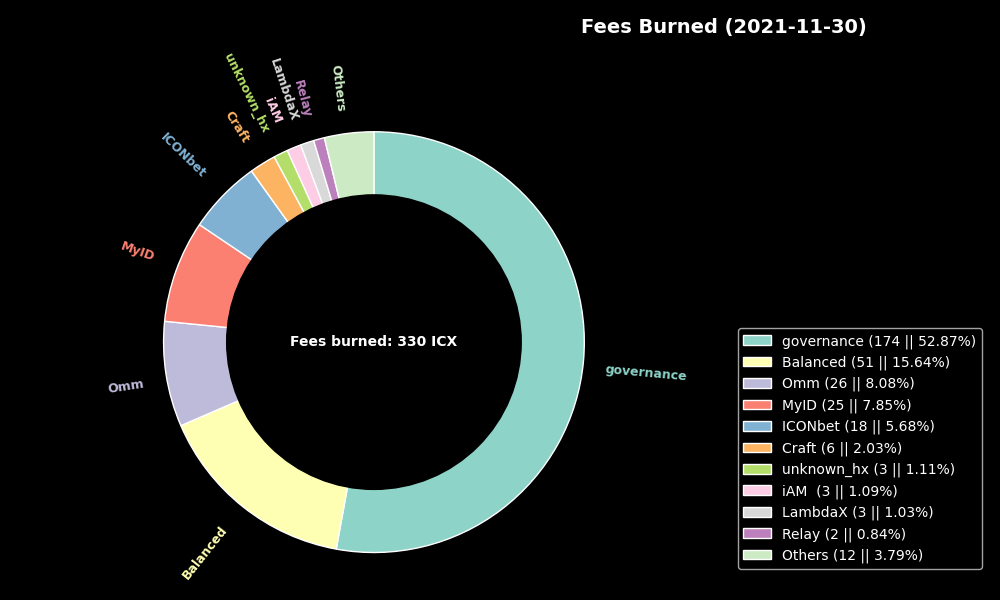 Fees Burned (2021-11-30)
unknown_hx
LambdaX
Others
Relay
iAM
Craft
ICONbet
MyID
Fees burned: 330 ICX
governance
Omm
Balanced
governance (174 || 52.87%)
Balanced (51 || 15.64%)
Omm (26 || 8.08%)
MyID (25 || 7.85%)
ICONbet (18 || 5.68%)
Craft (6 || 2.03%)
unknown_hx (3 || 1.11%)
iAM  (3 || 1.09%)
LambdaX (3 || 1.03%)
Relay (2 || 0.84%)
Others (12 || 3.79%)